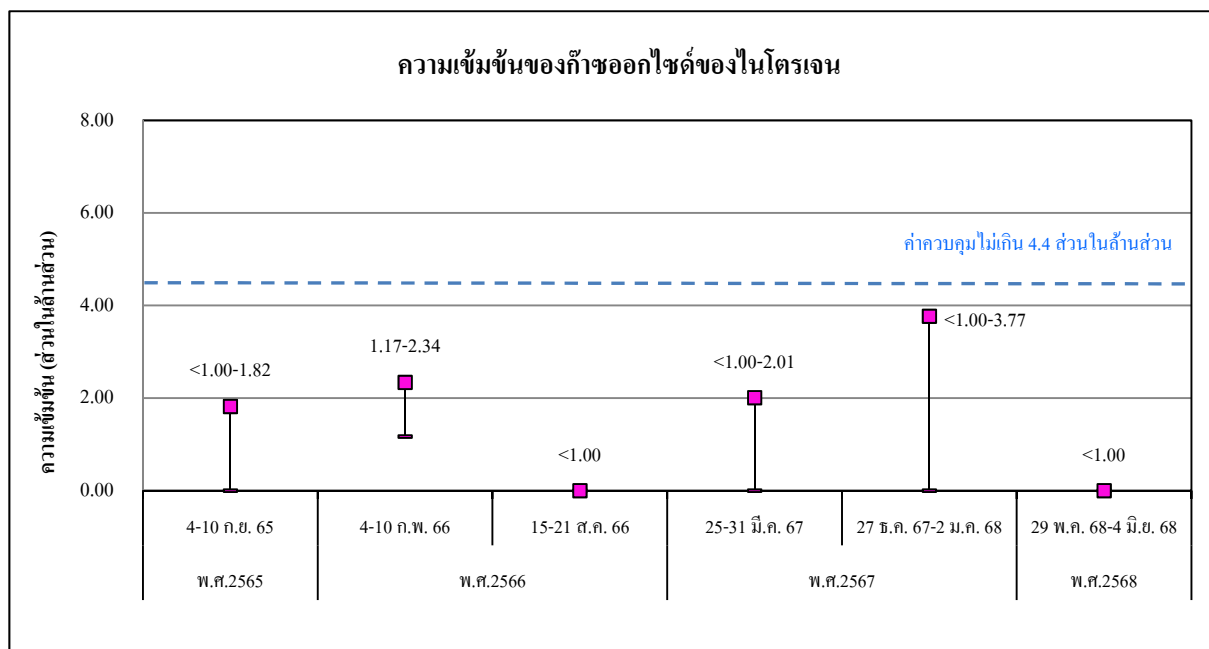 ความเข้มข้นของก๊าซออกไซด์ของไนโตรเจน
ความเข้มข้น (ส่วนในล้านส่วน)
8.00
6.00
4.00
2.00
0.00
ค่าควบคุมไม่เกิน 4.4 ส่วนในล้านส่วน
<1.00-1.82
1.17-2.34
<1.00
<1.00-2.01
<1.00-3.77
<1.00
4-10 ก.ย. 65
4-10 ก.พ. 66
15-21 ส.ค. 66
25-31 มี.ค. 67
27 ธ.ค. 67-2 ม.ค. 68
29 พ.ค. 68-4 มิ.ย. 68
พ.ศ.2565
พ.ศ.2566
พ.ศ.2567
พ.ศ.2568